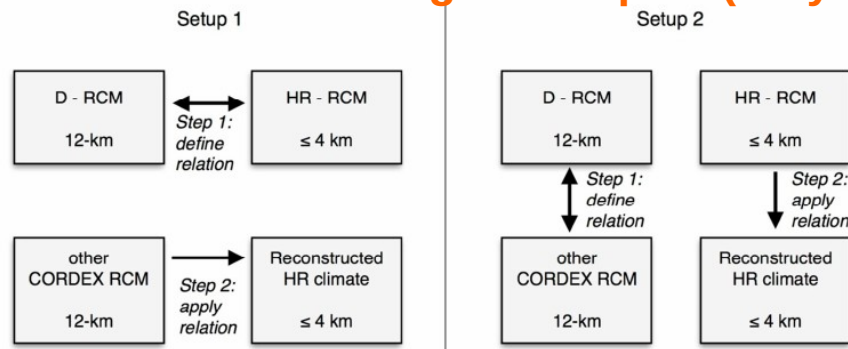 Setup 1
D - RCM
12-km
Step 1:
define
relation
HR - RCM
≤ 4 km
other
CORDEX RCM
12-km
Step 2:
apply
relation
Reconstructed
HR climate
≤ 4 km
Setup 2
D - RCM
12-km
HR - RCM
≤ 4 km
Step 1:
define
relation
Step 2:
apply
relation
other
CORDEX RCM
12-km
Reconstructed
HR climate
≤ 4 km